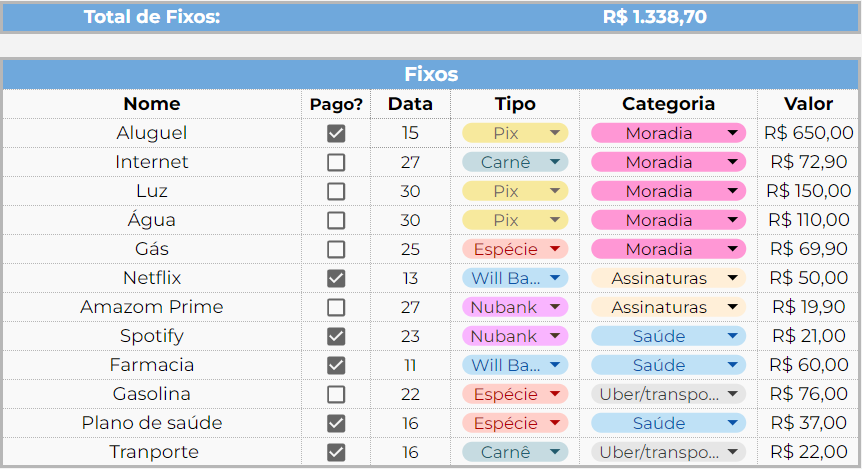 Total de Fixos: R$ 1.338,70
Fixos
Nome Pago? Data Tipo Categoria Valor
Aluguel 15 Pix Moradia R$ 650,00
Internet 27 Carnê Moradia R$ 72,90
Luz 30 Pix Moradia R$ 150,00
Água 30 Pix Moradia R$ 110,00
Gás 25 Espécie Moradia R$ 69,90
Netflix 13 Will Ba... Assinaturas R$ 50,00
Amazom Prime 27 Nubank Assinaturas R$ 19,90
Spotify 23 Nubank Saúde R$ 21,00
Farmacia 11 Will Ba... Saúde R$ 60,00
Gasolina 22 Espécie Uber/transpo... R$ 76,00
Plano de saúde 16 Espécie Saúde R$ 37,00
Tranporte 16 Carnê Uber/transpo... R$ 22,00